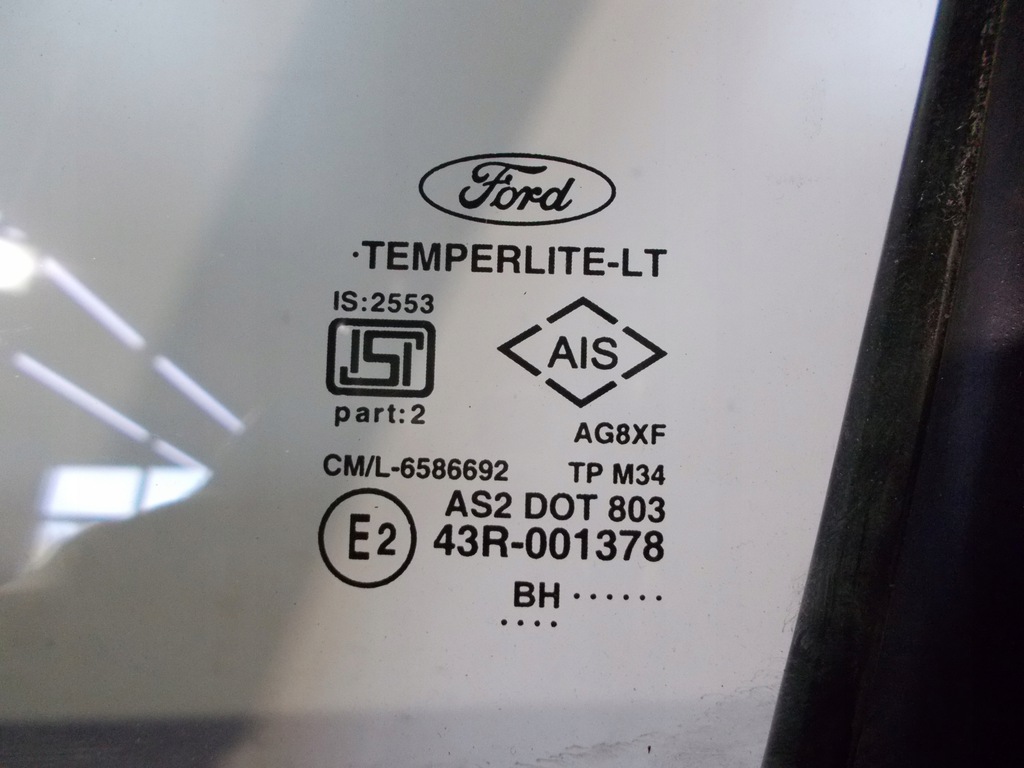 Ford
·TEMPERLITE-LT
IS:2553
ISI
part:2
AIS
AG8XF
CM/L-6586692 TP M34
AS2 DOT 803
E2 43R-001378
BH ······
····